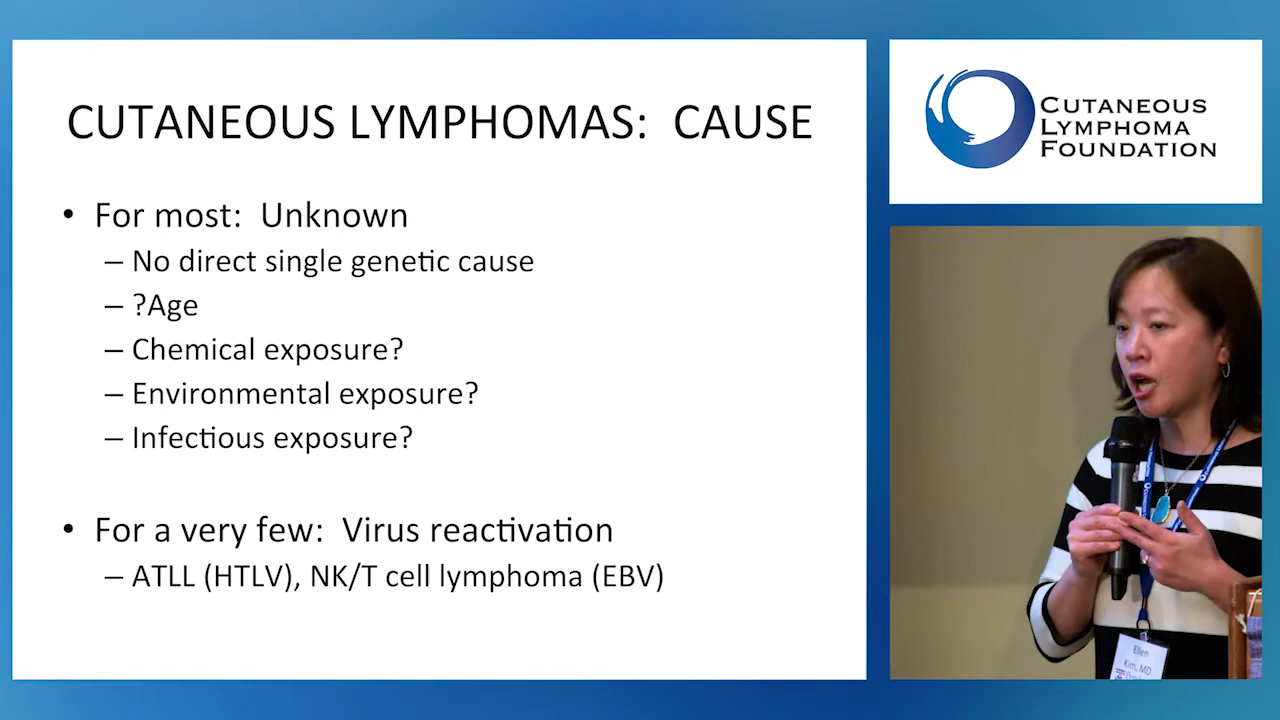 CUTANEOUS LYMPHOMAS: CAUSE
• For most: Unknown
– No direct single genetic cause
– ?Age
– Chemical exposure?
– Environmental exposure?
– Infectious exposure?
• For a very few: Virus reactivation
– ATLL (HTLV), NK/T cell lymphoma (EBV)
CUTANEOUS
LYMPHOMA
FOUNDATION
Ellen
Kim, MD